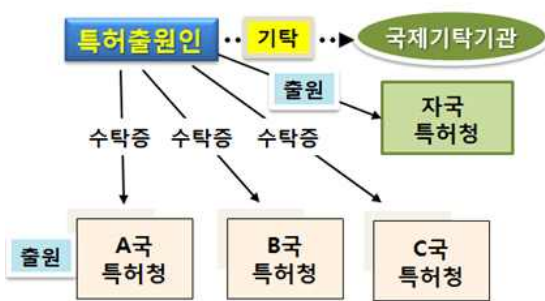 특허출원인
기탁
국제기탁기관
출원
자국
특허청
수탁증 수탁증 수탁증
출원
A국
특허청
B국
특허청
C국
특허청